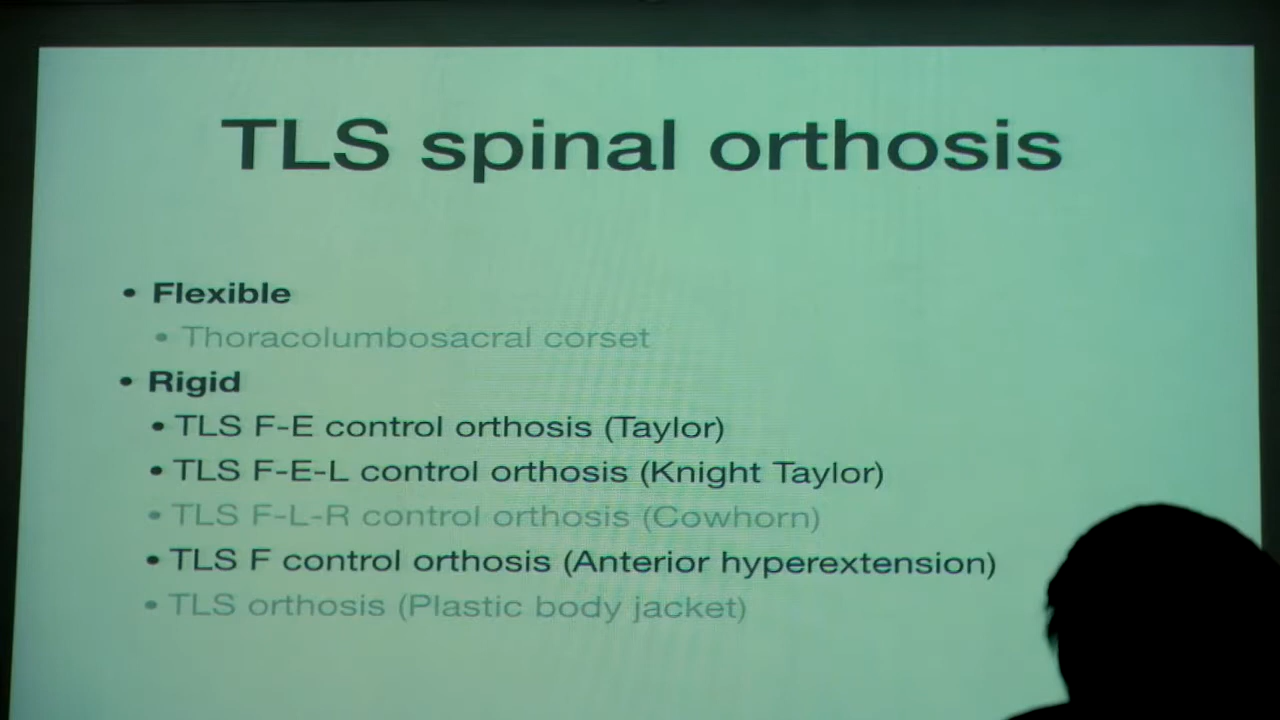 TLS spinal orthosis
• Flexible
• Thoracolumbosacral corset
• Rigid
• TLS F-E control orthosis (Taylor)
• TLS F-E-L control orthosis (Knight Taylor)
• TLS F-L-R control orthosis (Cowhorn)
• TLS F control orthosis (Anterior hyperextension)
• TLS orthosis (Plastic body jacket)